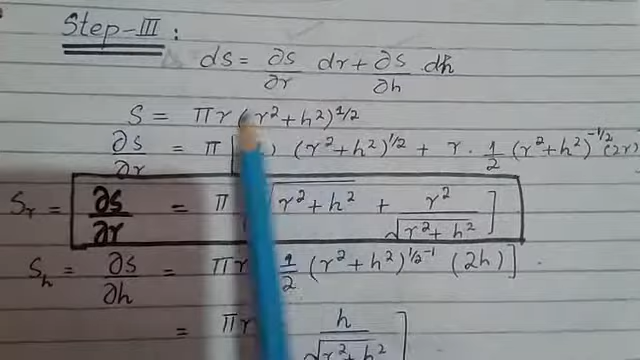 Step-III :
ds = ∂s/∂r dr + ∂s/∂h dh
S = πr (r² + h²)^1/2
∂s/∂r = π [ ) (r² + h²)^1/2 + r · 1/2 (r² + h²)^-1/2 (2r)
Sr = ∂s/∂r = π √r² + h² + r²/√r² + h² ]
Sh = ∂s/∂h = πr 1/2 (r² + h²)^1/2-1 (2h) ] .
= πr h/√r² + h² ]